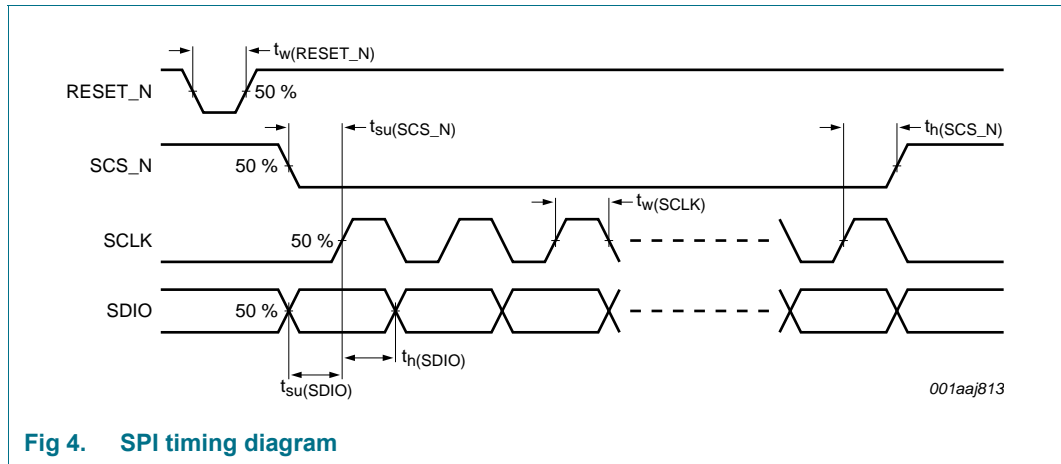 tw(RESET_N)
RESET_N
50 %
tsu(SCS_N)
th(SCS_N)
SCS_N
50 %
tw(SCLK)
SCLK
50 %
SDIO
50 %
th(SDIO)
tsu(SDIO)
001aaj813
Fig 4. SPI timing diagram